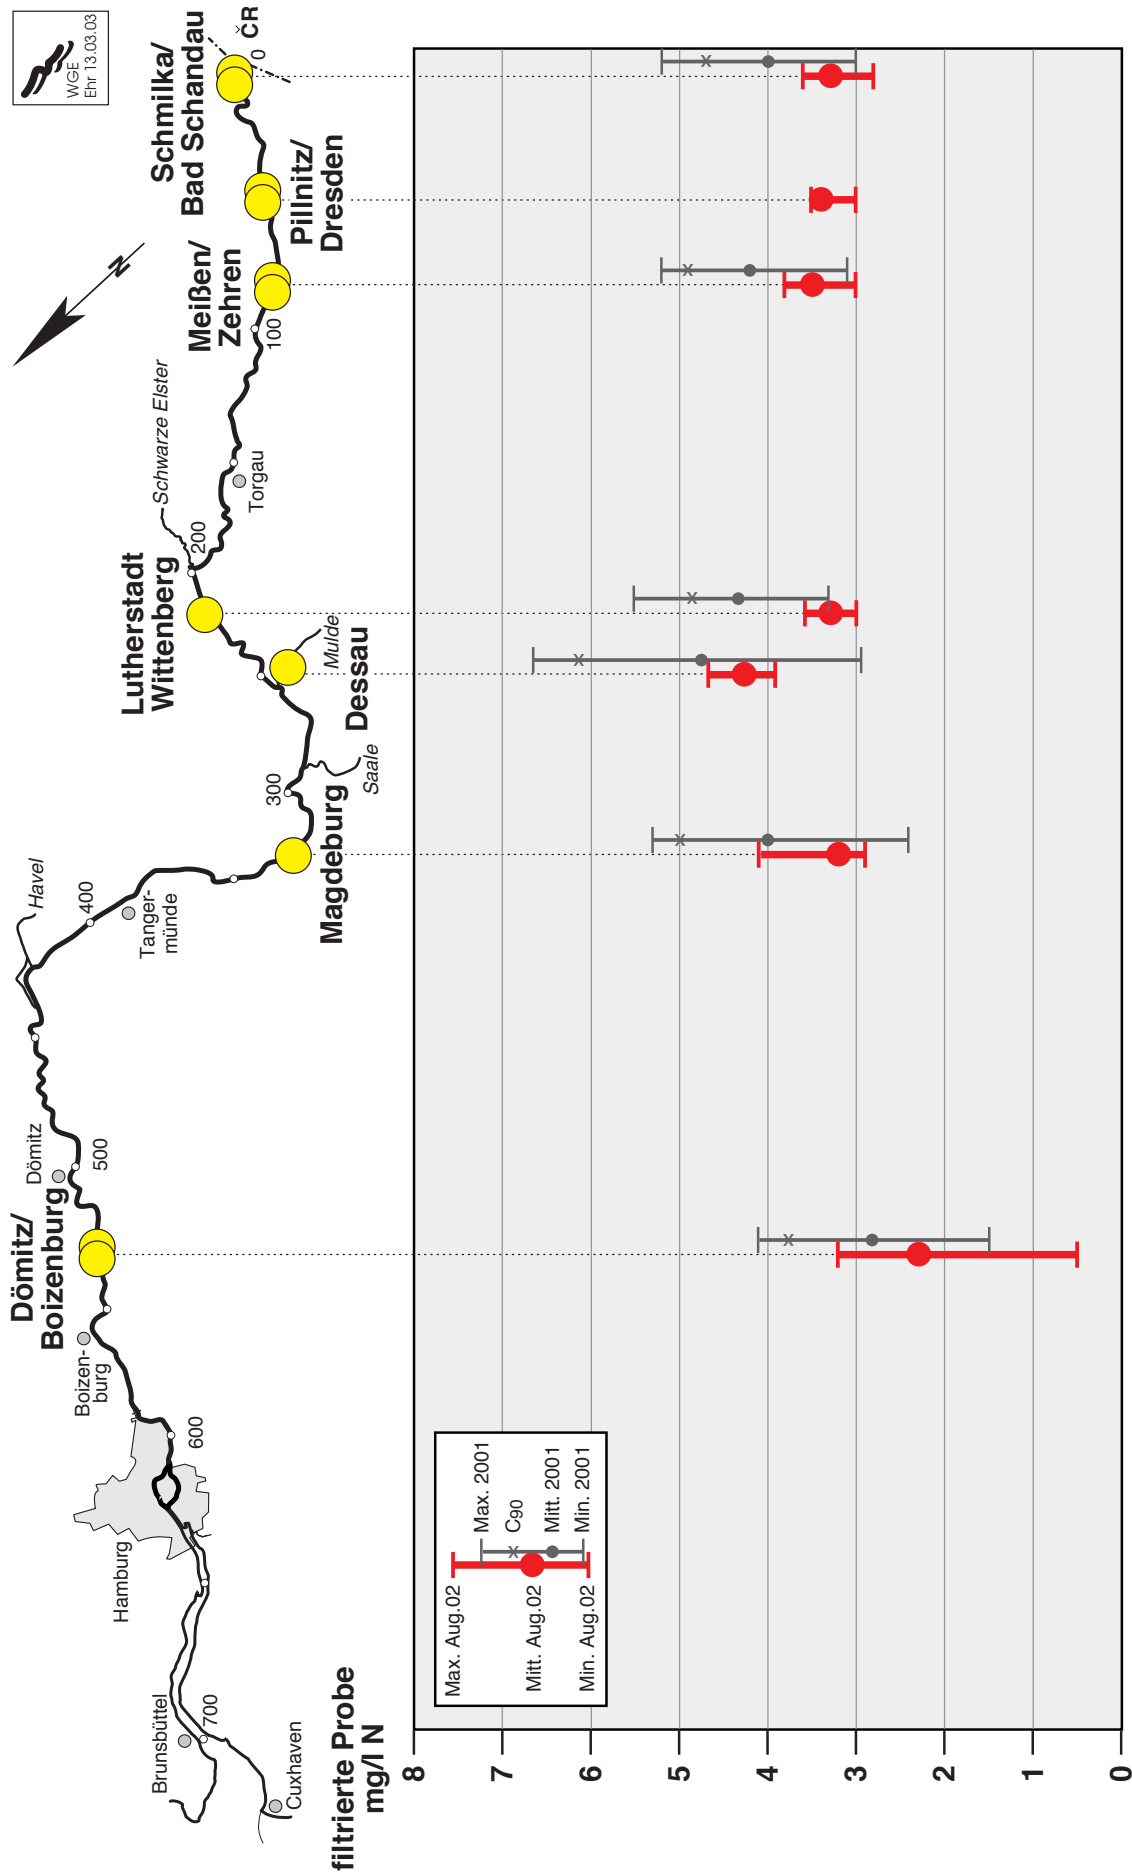 WGE
Ehr 13.03.03
Schmilka/
Bad Schandau
0
ČR
Pillnitz/
Dresden
N
Meißen/
Zehren
100
Schwarze Elster
Torgau
200
Lutherstadt
Wittenberg
Mulde
Dessau
Saale
300
Magdeburg
Havel
400
Tanger-
münde
Dömitz
500
Dömitz/
Boizenburg
Boizen-
burg
600
Hamburg
Brunsbüttel
700
Cuxhaven
filtrierte Probe
mg/l N
8
7
6
5
4
3
2
1
0
Max. Aug.02
Mitt. Aug.02
Min. Aug.02
Max. 2001
C90
Mitt. 2001
Min. 2001